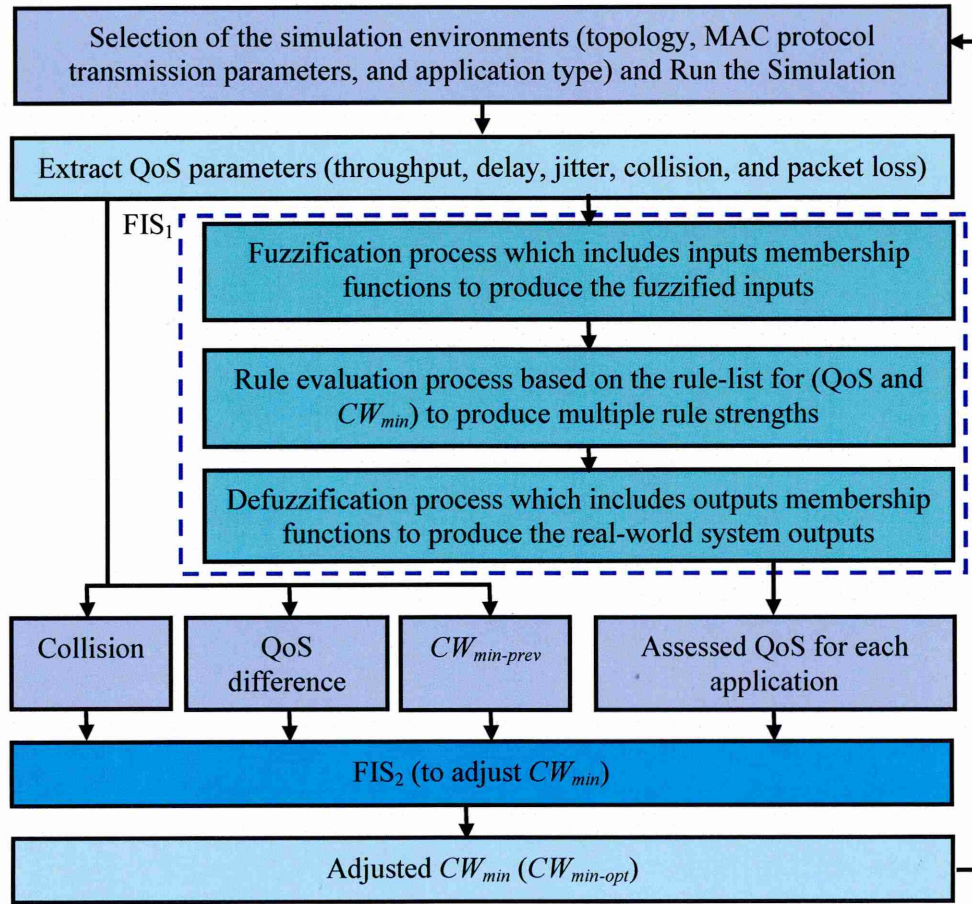 Selection of the simulation environments (topology, MAC protocol
transmission parameters, and application type) and Run the Simulation
Extract QoS parameters (throughput, delay, jitter, collision, and packet loss)
FIS1
Fuzzification process which includes inputs membership
functions to produce the fuzzified inputs
Rule evaluation process based on the rule-list for (QoS and
CWmin) to produce multiple rule strengths
Defuzzification process which includes outputs membership
functions to produce the real-world system outputs
Collision
QoS
difference
CWmin-prev
Assessed QoS for each
application
FIS2 (to adjust CWmin)
Adjusted CWmin (CWmin-opt)